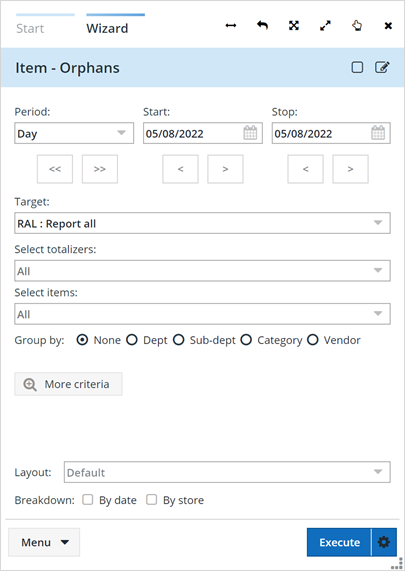 Start Wizard
Item - Orphans
Period: Start: Stop:
Day 05/08/2022 05/08/2022
<< >> < > < >
Target:
RAL : Report all
Select totalizers:
All
Select items:
All
Group by: None Dept Sub-dept Category Vendor
More criteria
Layout: Default
Breakdown: By date By store
Menu Execute